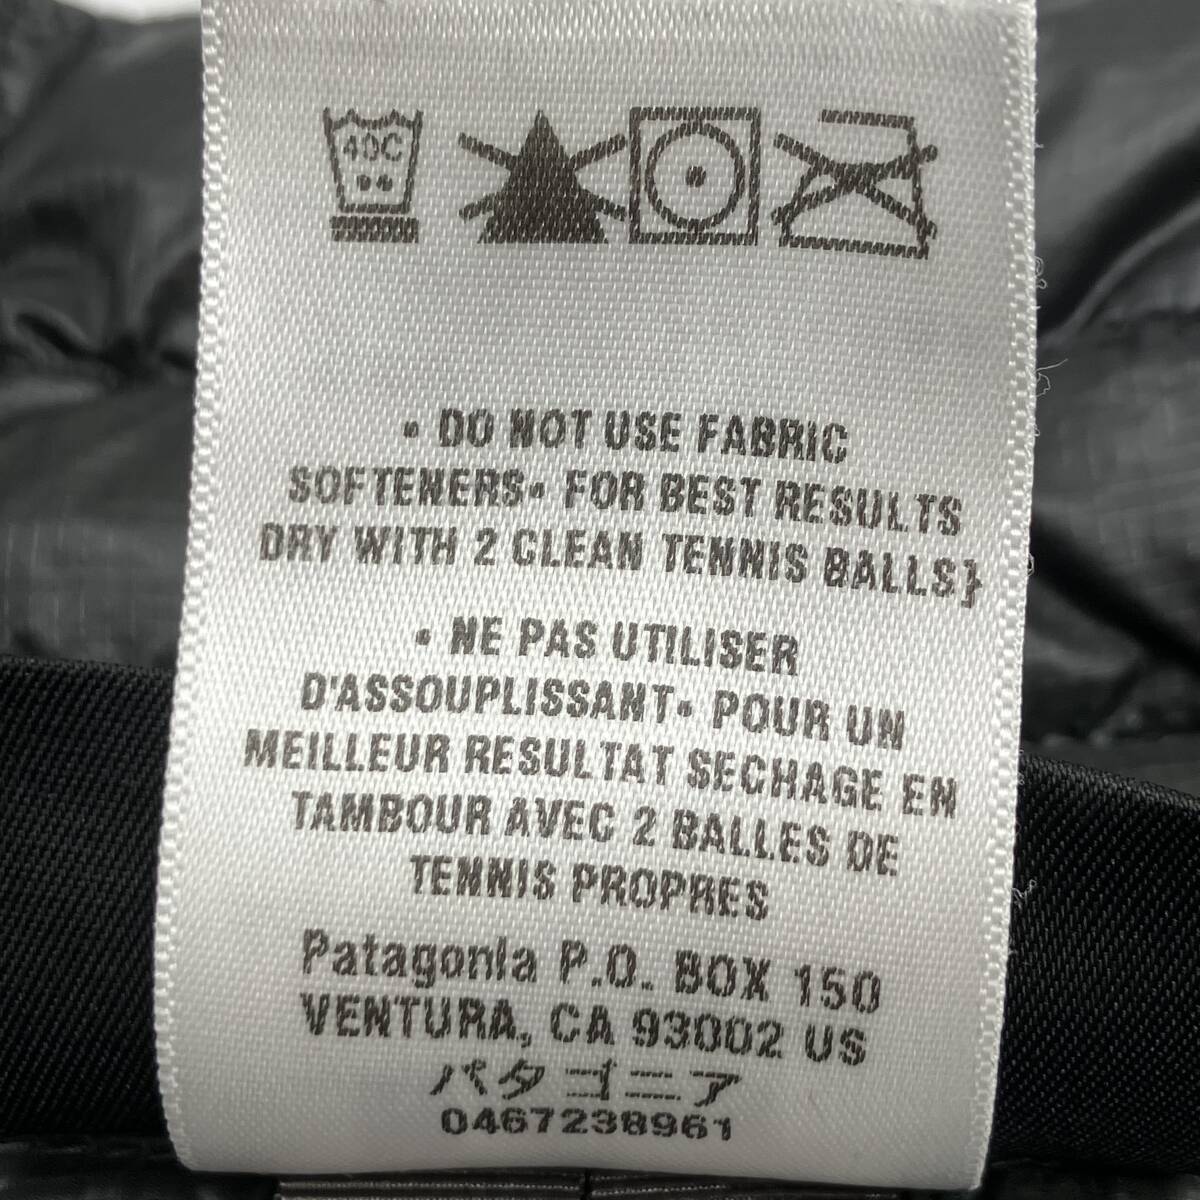 40C
• DO NOT USE FABRIC
SOFTENERS• FOR BEST RESULTS
DRY WITH 2 CLEAN TENNIS BALLS}
• NE PAS UTILISER
D'ASSOUPLISSANT• POUR UN
MEILLEUR RESULTAT SECHAGE EN
TAMBOUR AVEC 2 BALLES DE
TENNIS PROPRES
Patagonia P.O. BOX 150
VENTURA, CA 93002 US
パタゴニア
0467238961